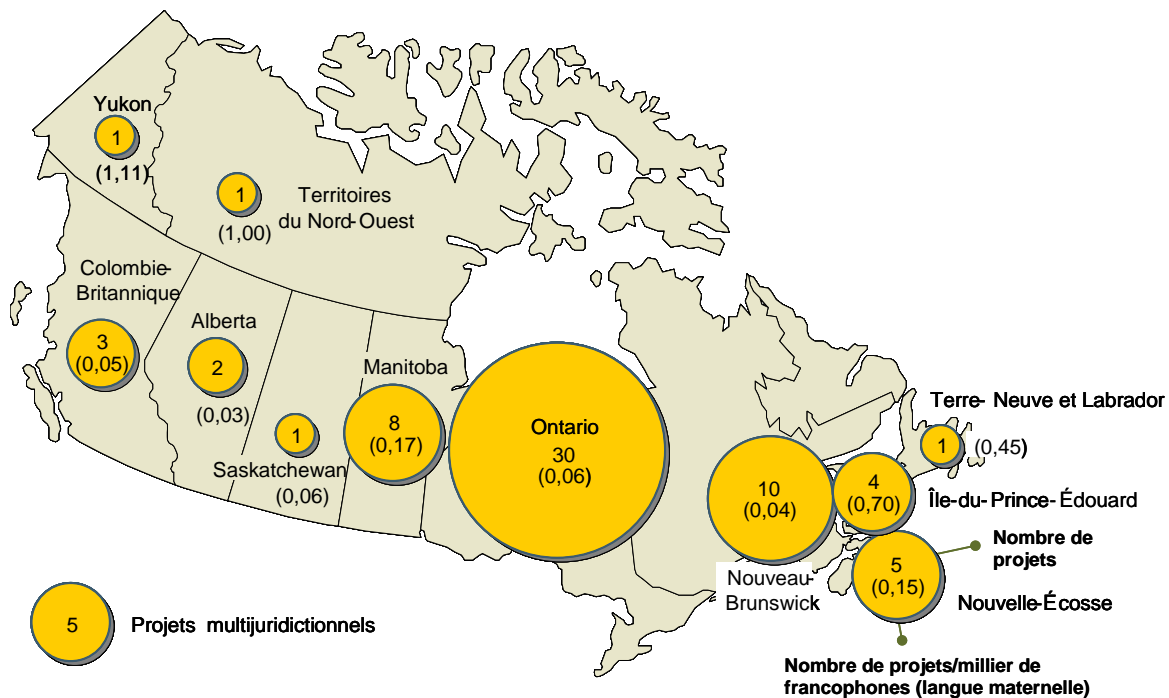 Yukon
1
(1,11)
1
(1,00)
Territoires
du Nord-Ouest
Colombie-
Britannique
3
(0,05)
Alberta
2
(0,03)
1
Saskatchewan
(0,06)
Manitoba
8
(0,17)
Ontario
30
(0,06)
10
(0,04)
Nouveau-
Brunswick
Terre- Neuve et Labrador
1
(0,45)
4
(0,70)
Île-du-Prince-Édouard
Nombre de
projets
5
(0,15)
Nouvelle-Écosse
Nombre de projets/millier de
francophones (langue maternelle)
5
Projets multijuridictionnels